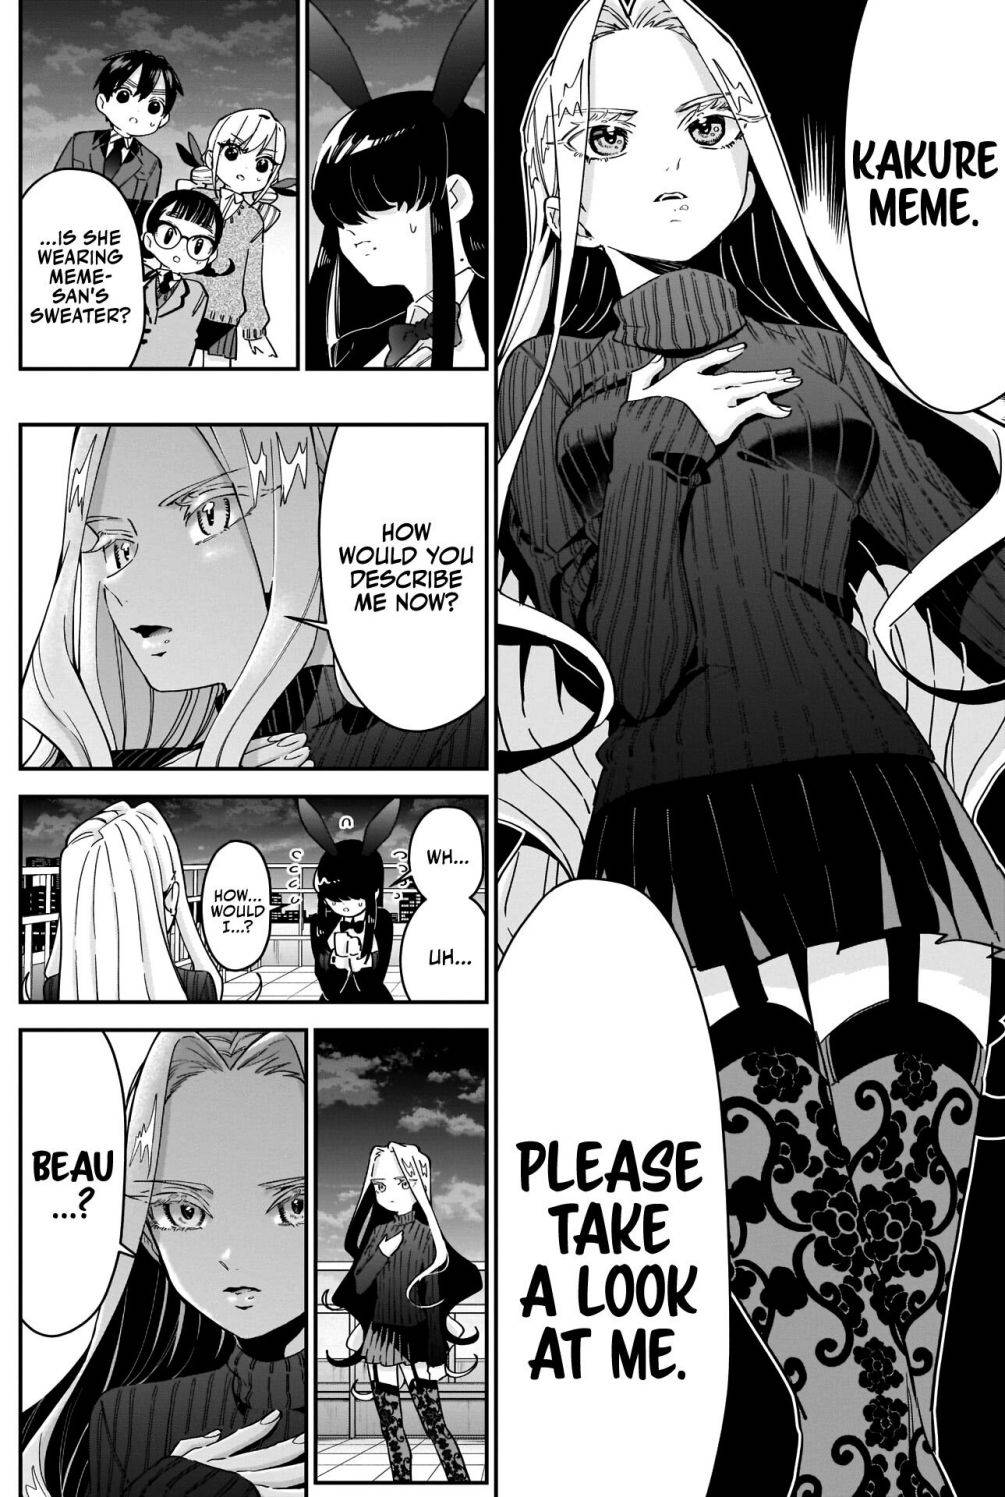 KAKURE
MEME.
PLEASE
TAKE
A LOOK
AT ME.
...IS SHE
WEARING
MEME-
SAN'S
SWEATER?
HOW
WOULD YOU
DESCRIBE
ME NOW?
WH...
UH...
HOW...
WOULD
I...?
BEAU
...?